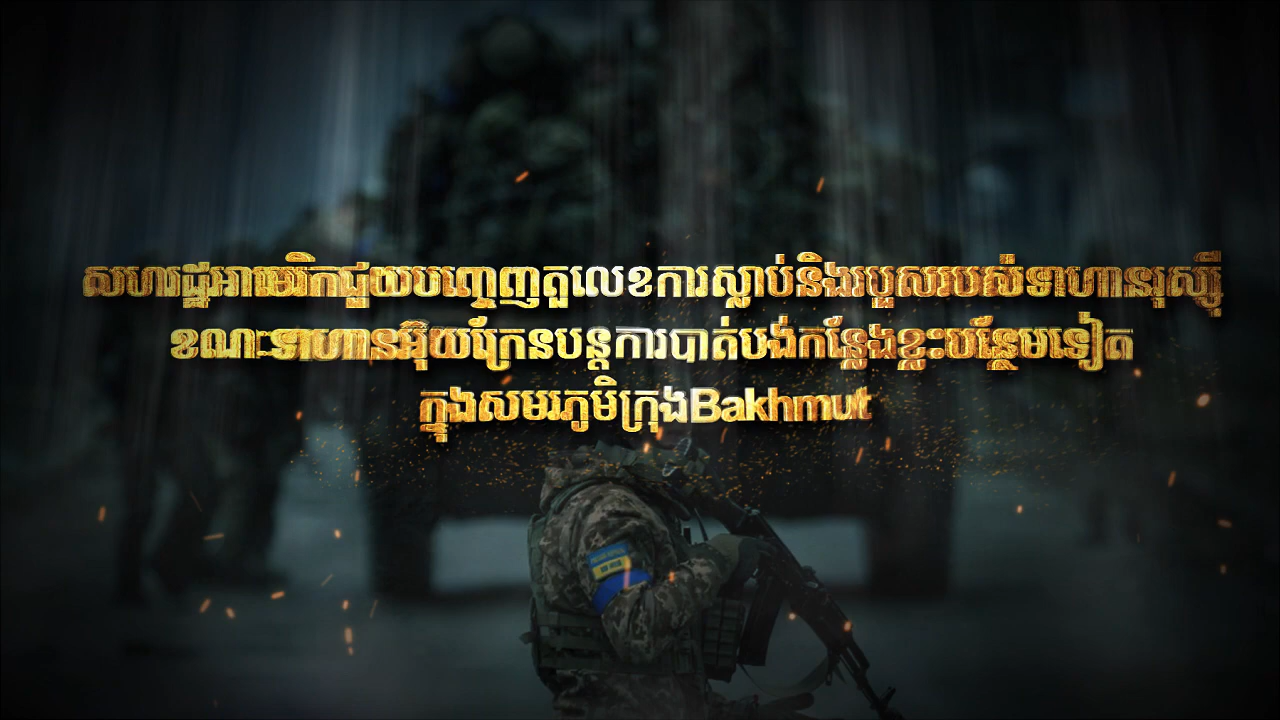 សហរដ្ឋអាមេរិកជួយបញ្ចេញតួលេខការស្លាប់និងរបួសរបស់ទាហានរុស្ស៊ី
ខណៈទាហានអ៊ុយក្រែនបន្តការបាត់បង់កន្លែងខ្លះបន្ថែមទៀត
ក្នុងសមរភូមិក្រុងBakhmut